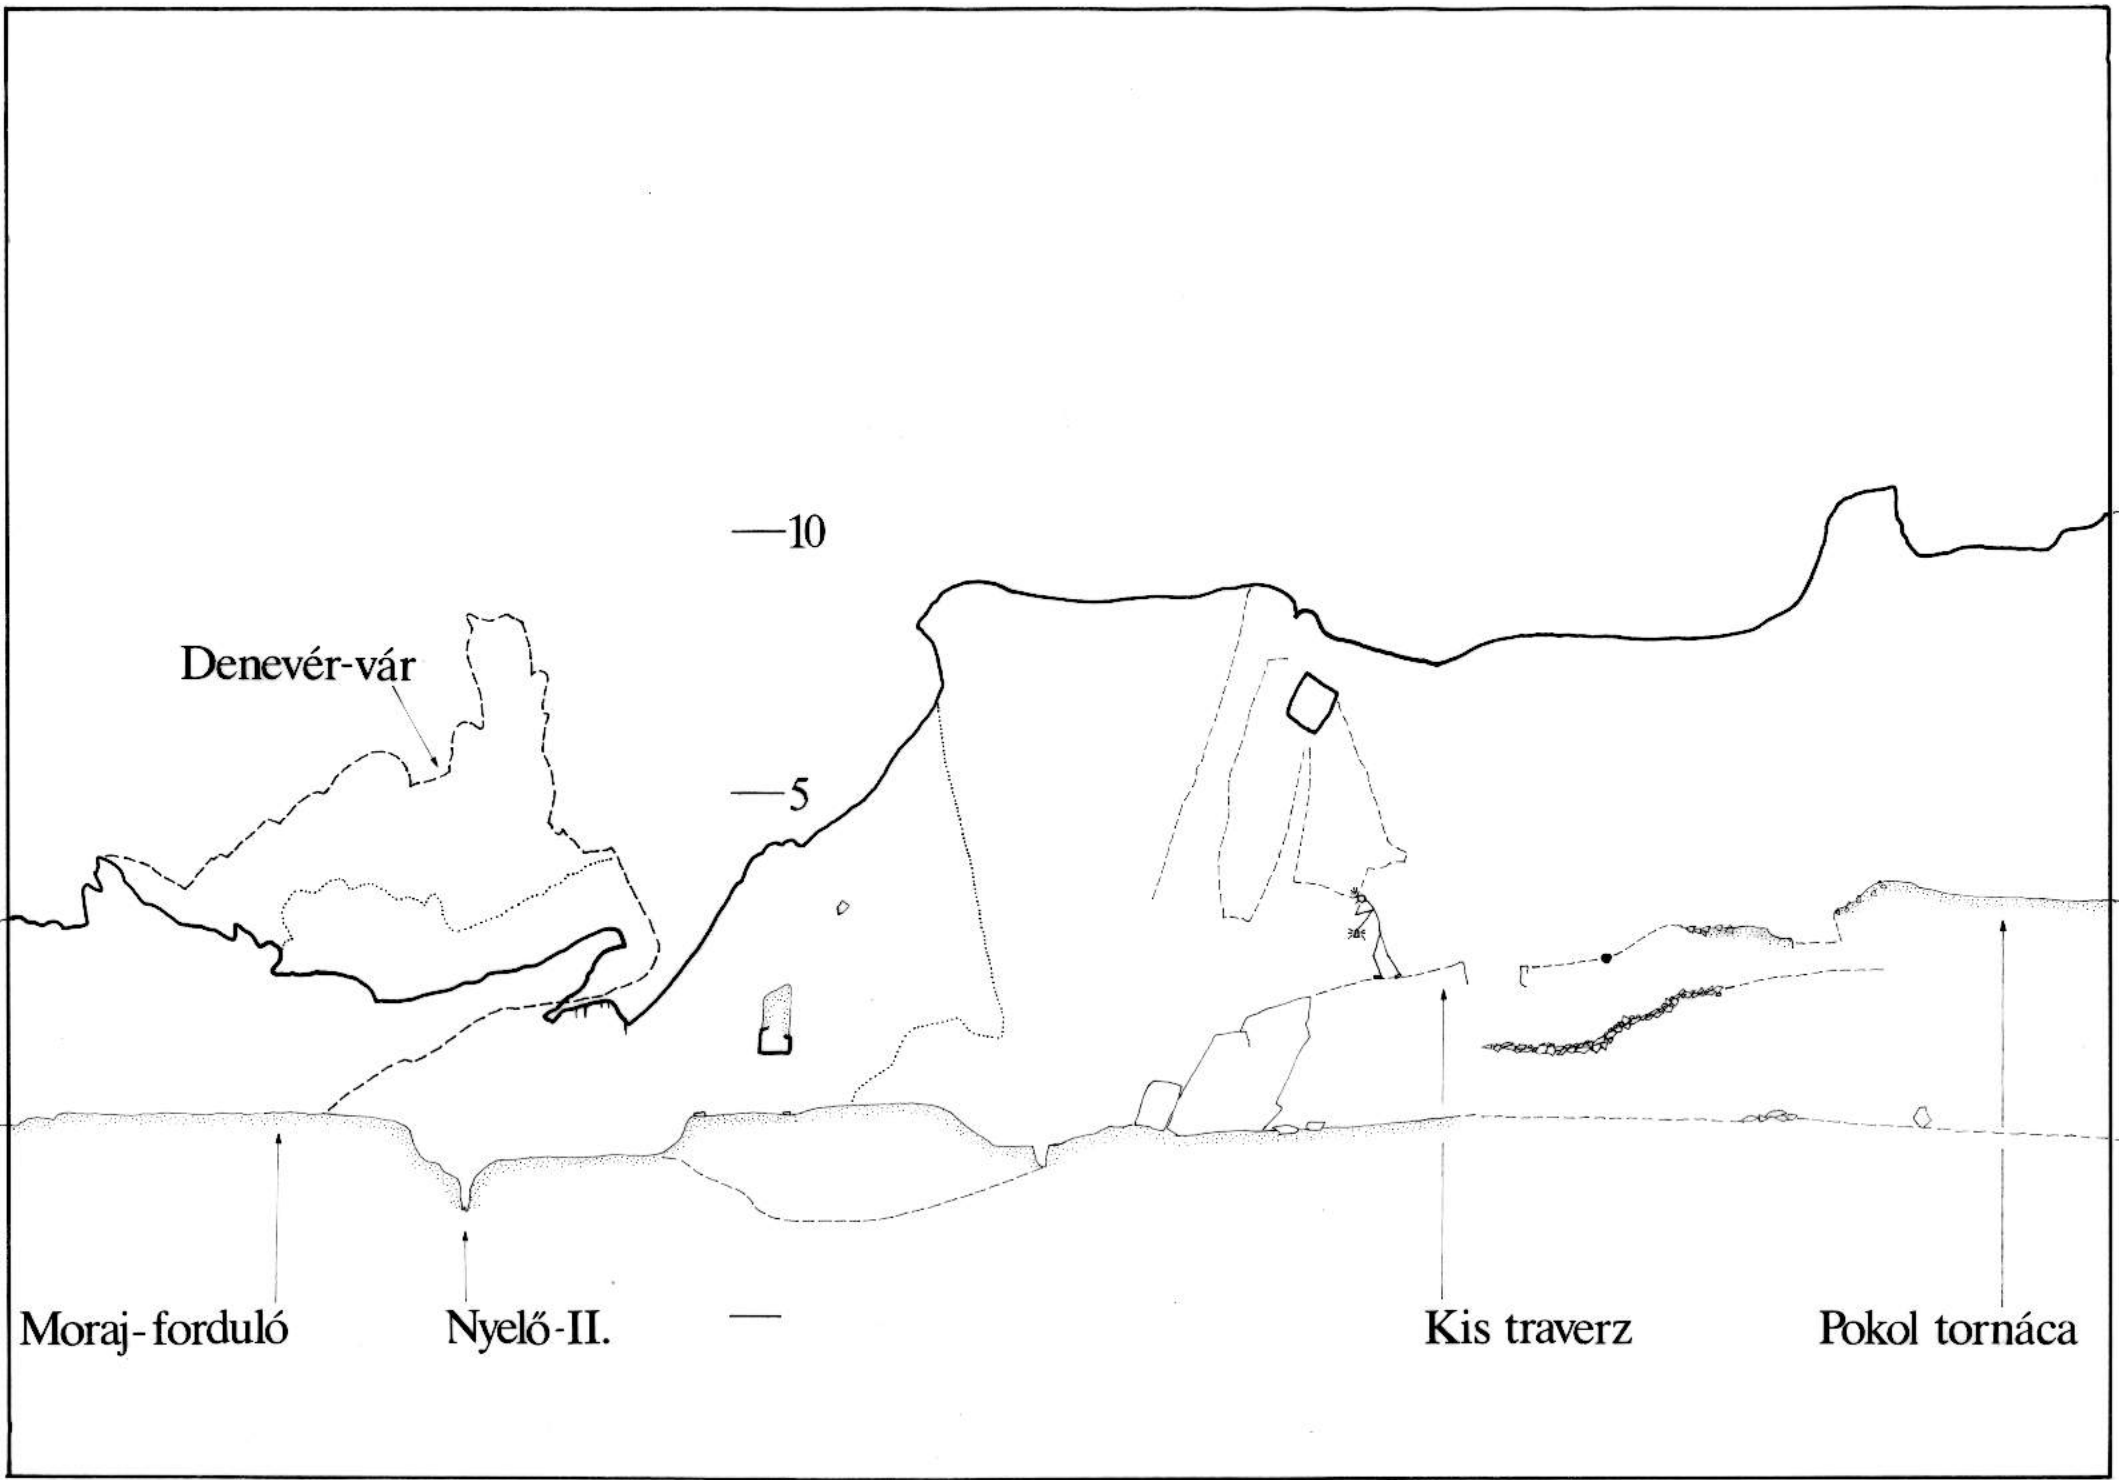 —10
Denevér-vár
—5
Moraj-forduló
Nyelő-II.
Kis traverz
Pokol tornáca